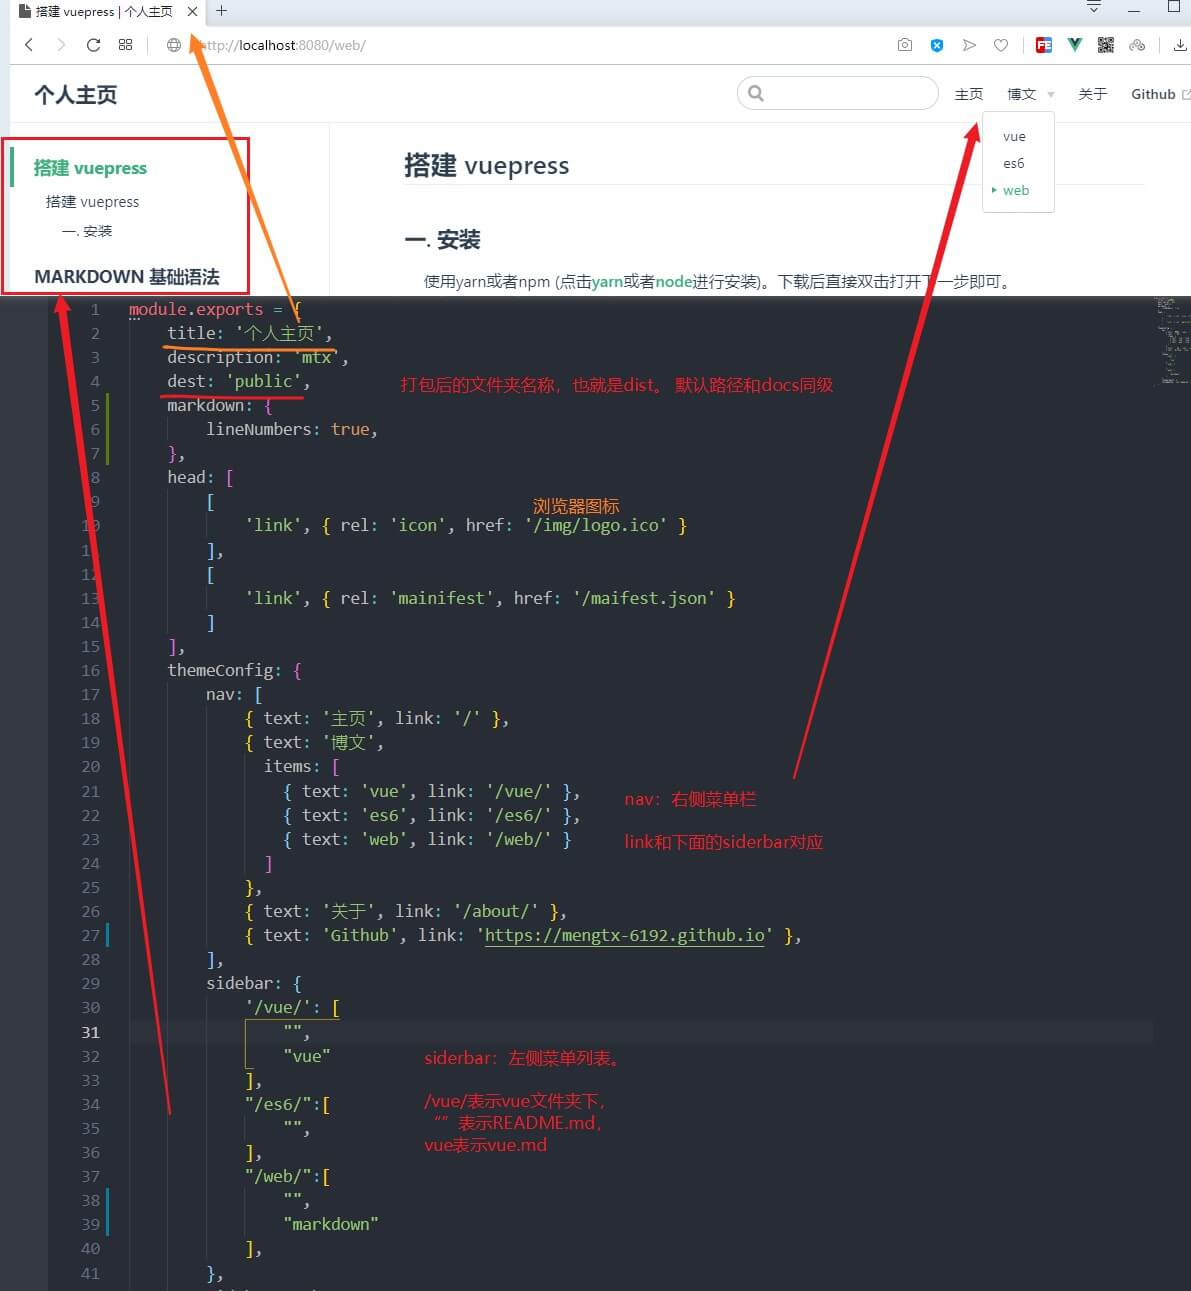 搭建 vuepress | 个人主页
http://localhost:8080/web/
个人主页
主页 博文 关于 Github
vue
es6
web
搭建 vuepress
搭建 vuepress
一. 安装
MARKDOWN 基础语法
搭建 vuepress
一. 安装
使用yarn或者npm (点击yarn或者node进行安装)。下载后直接双击打开下一步即可。
1 module.exports = {
2 title: '个人主页',
3 description: 'mtx',
4 dest: 'public', 打包后的文件夹名称，也就是dist。 默认路径和docs同级
5 markdown: {
6 lineNumbers: true,
7 },
8 head: [
9 [ 浏览器图标
10 'link', { rel: 'icon', href: '/img/logo.ico' }
11 ],
12 [
13 'link', { rel: 'mainifest', href: '/maifest.json' }
14 ]
15 ],
16 themeConfig: {
17 nav: [
18 { text: '主页', link: '/' },
19 { text: '博文',
20 items: [
21 { text: 'vue', link: '/vue/' }, nav：右侧菜单栏
22 { text: 'es6', link: '/es6/' },
23 { text: 'web', link: '/web/' } link和下面的siderbar对应
24 ]
25 },
26 { text: '关于', link: '/about/' },
27 { text: 'Github', link: 'https://mengtx-6192.github.io' },
28 ],
29 sidebar: {
30 '/vue/': [
31 "",
32 "vue" siderbar：左侧菜单列表。
33 ],
34 "/es6/":[ /vue/表示vue文件夹下，
35 "", “” 表示README.md，
36 ], vue表示vue.md
37 "/web/":[
38 "",
39 "markdown"
40 ],
41 },